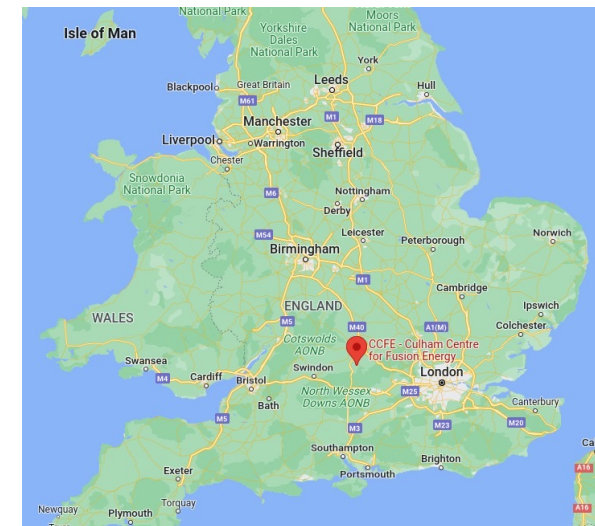 National Park
Moors
National Park
Isle of Man
Yorkshire
Dales
National Park
York
Leeds
Blackpool
Great Britain
Hull
M61
Manchester
M1
M18
Liverpool
Warrington
Sheffield
Chester
Snowdonia
National Park
M6
Nottingham
Derby
M54
Leicester
Peterborough
Norwich
Birmingham
M1
Cambridge
ENGLAND
Ipswich
WALES
M5
M40
A1(M)
Colchester
Cotswolds
AONB
CCFE - Culham Centre
for Fusion Energy
Swansea
Swindon
London
M4
Cardiff
Bristol
North Wessex
Downs AONB
M25
Bath
Canterbury
M5
M3
M23
M20
Southampton
Brighton
Ca
Exeter
Portsmouth
A16
Newquay
Torquay
Plymouth
A16